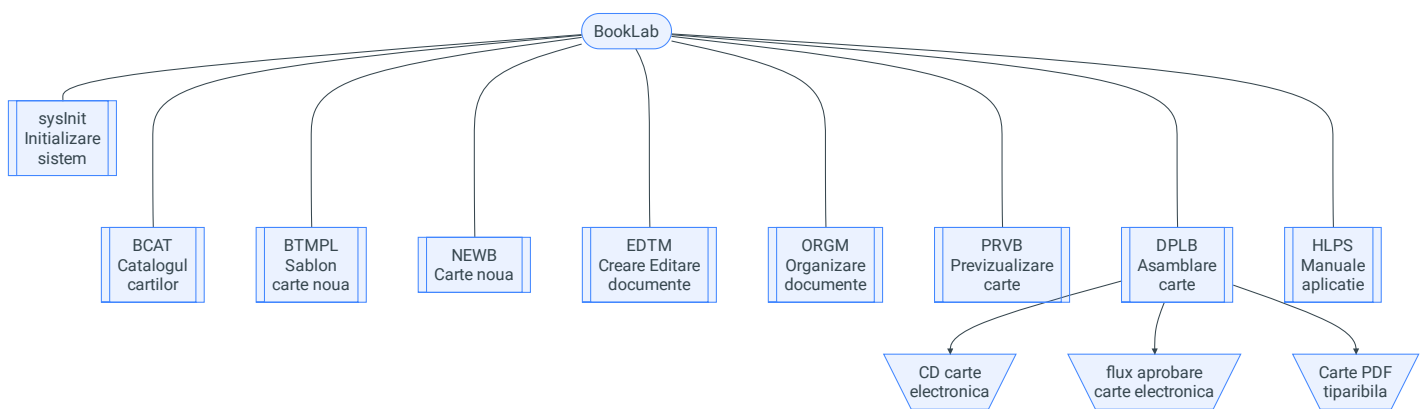 BookLab
sysInit
Initializare
sistem
BCAT
Catalogul
cartilor
BTMPL
Sablon
carte noua
NEWB
Carte noua
EDTM
Creare Editare
documente
ORGM
Organizare
documente
PRVB
Previzualizare
carte
DPLB
Asamblare
carte
HLPS
Manuale
aplicatie
CD carte
electronica
flux aprobare
carte electronica
Carte PDF
tiparibila